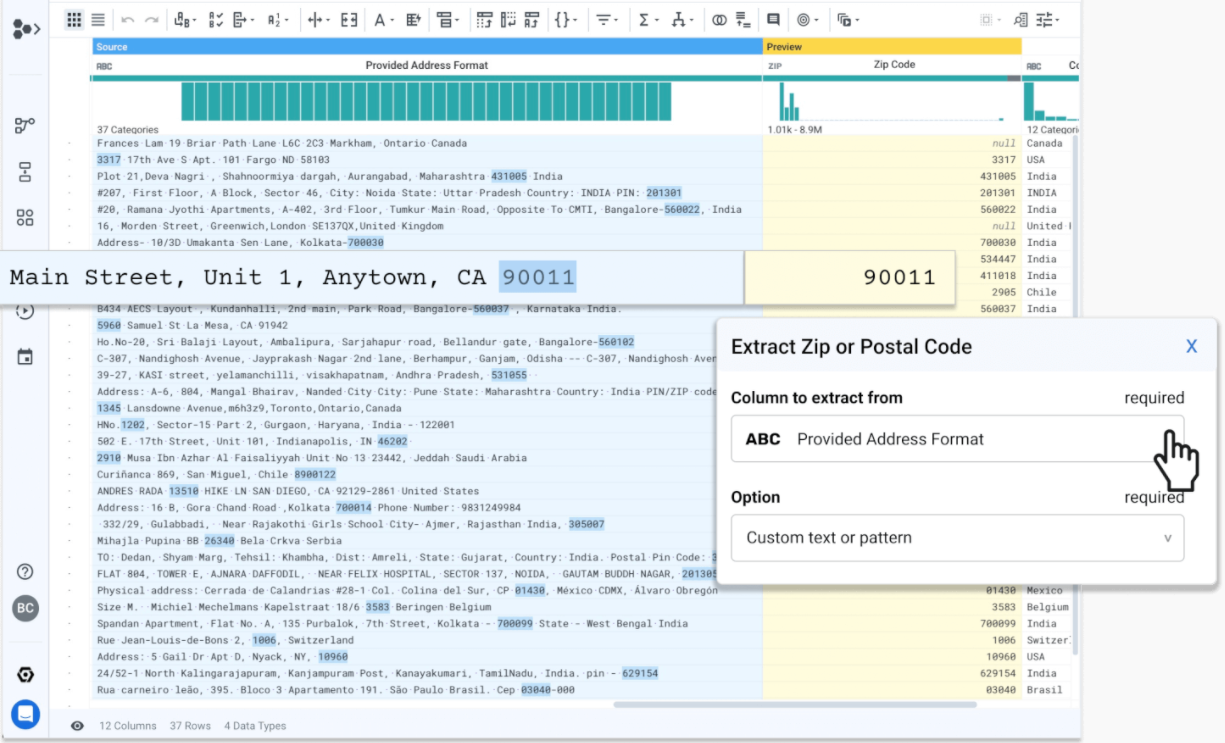 Source Preview
ABC Provided Address Format ZIP Zip Code ABC
37 Categories 1.01k - 8.9M 12 Categori
Frances Lam 19 Briar Path Lane L6C 2C3 Markham, Ontario Canada null Canada
3317 17th Ave S Apt. 101 Fargo ND 58103 3317 USA
Plot 21,Deva Nagri , Shahnoormiya dargah, Aurangabad, Maharashtra 431005 India 431005 India
#207, First Floor, A Block, Sector 46, City: Noida State: Uttar Pradesh Country: INDIA PIN: 201301 201301 INDIA
#20, Ramana Jyothi Apartments, A-402, 3rd Floor, Tumkur Main Road, Opposite To CMTI, Bangalore-560022, India 560022 India
16, Morden Street, Greenwich,London SE137QX,United Kingdom null United
Address- 10/3D Umakanta Sen Lane, Kolkata-700030 700030 India
534447 India
Main Street, Unit 1, Anytown, CA 90011 90011
411018 India
2905 Chile
B434 AECS Layout , Kundanhalli, 2nd main, Park Road, Bangalore-560037 , Karnataka India. 560037 India
5960 Samuel St La Mesa, CA 91942
Ho.No-20, Sri Balaji Layout, Ambalipura, Sarjahapur road, Bellandur gate, Bangalore-560102
C-307, Nandighosh Avenue, Jayprakash Nagar 2nd lane, Berhampur, Ganjam, Odisha -- C-307, Nandighosh Aven
39-27, KASI street, yelamanchilli, visakhapatnam, Andhra Pradesh, 531055
Address: A-6, 804, Mangal Bhairav, Nanded City City: Pune State: Maharashtra Country: India PIN/ZIP code
1345 Lansdowne Avenue,m6h3z9,Toronto,Ontario,Canada
HNo.1202, Sector-15 Part 2, Gurgaon, Haryana, India - 122001
502 E. 17th Street, Unit 101, Indianapolis, IN 46202
2910 Musa Ibn Azhar Al Faisaliyyah Unit No 13 23442, Jeddah Saudi Arabia
Curiñanca 869, San Miguel, Chile 8900122
ANDRES RADA 13510 HIKE LN SAN DIEGO, CA 92129-2861 United States
Address: 16 B, Gora Chand Road ,Kolkata 700014 Phone Number: 9831249984
332/29, Gulabbadi, Near Rajakothi Girls School City- Ajmer, Rajasthan India, 305007
Mihajla Pupina BB 26340 Bela Crkva Serbia
TO: Dedan, Shyam Marg, Tehsil: Khambha, Dist: Amreli, State: Gujarat, Country: India. Postal Pin Code: 3
FLAT 804, TOWER E, AJNARA DAFFODIL, NEAR FELIX HOSPITAL, SECTOR 137, NOIDA, GAUTAM BUDDH NAGAR, 201305
Extract Zip or Postal Code X
Column to extract from required
ABC Provided Address Format
Option required
Custom text or pattern
Physical address: Cerrada de Calandrias #28-1 Col. Colina del Sur, CP 01430, México CDMX, Álvaro Obregón 01430 Mexico
Size M. Michiel Mechelmans Kapelstraat 18/6 3583 Beringen Belgium 3583 Belgium
Spandan Apartment, Flat No. A, 135 Purbalok, 7th Street, Kolkata - 700099 State - West Bengal India 700099 India
Rue Jean-Louis-de-Bons 2, 1006, Switzerland 1006 Switzer
Address: 5 Gail Dr Apt D, Nyack, NY, 10960 10960 USA
24/52-1 North Kalingarajapuram, Kanjampuram Post, Kanayakumari, TamilNadu, India. pin - 629154 629154 India
Rua carneiro leão, 395. Bloco 3 Apartamento 191. São Paulo Brasil. Cep 03040-000 03040 Brasil
BC
12 Columns 37 Rows 4 Data Types